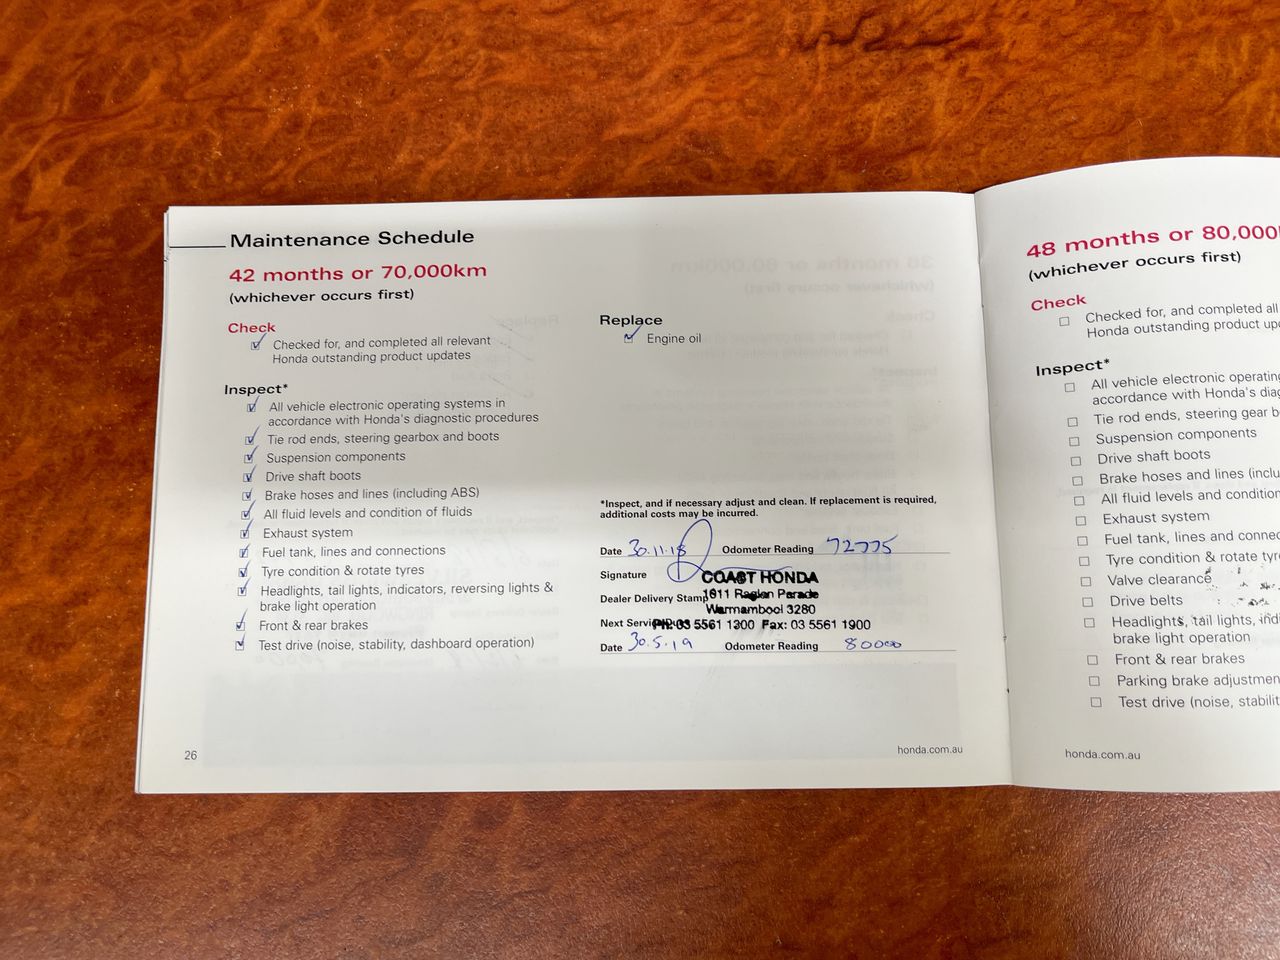 Maintenance Schedule
42 months or 70,000km
(whichever occurs first)
Check
Checked for, and completed all relevant
Honda outstanding product updates
Inspect*
All vehicle electronic operating systems in
accordance with Honda's diagnostic procedures
Tie rod ends, steering gearbox and boots
Suspension components
Drive shaft boots
Brake hoses and lines (including ABS)
All fluid levels and condition of fluids
Exhaust system
Fuel tank, lines and connections
Tyre condition & rotate tyres
Headlights, tail lights, indicators, reversing lights &
brake light operation
Front & rear brakes
Test drive (noise, stability, dashboard operation)
26
Replace
Engine oil
*Inspect, and if necessary adjust and clean. If replacement is required,
additional costs may be incurred.
Date 30.11.18 Odometer Reading 72775
Signature
COAST HONDA
Dealer Delivery Stamp
1611 Raglan Parade
Warrnambool 3280
Next Service
PH: 03 5561 1300 Fax: 03 5561 1900
Date 30.5.19 Odometer Reading 80000
honda.com.au
48 months or 80,000
(whichever occurs first)
Check
Checked for, and completed all
Honda outstanding product
Inspect*
All vehicle electronic
accordance with Honda's
Tie rod ends, steering gear
Suspension components
Drive shaft boots
Brake hoses and lines
All fluid levels and
Exhaust system
Fuel tank, lines and
Tyre condition & rotate
Valve clearance
Drive belts
Headlights, tail lights,
brake light operation
Front & rear brakes
Parking brake
Test drive (noise,
honda.com.au